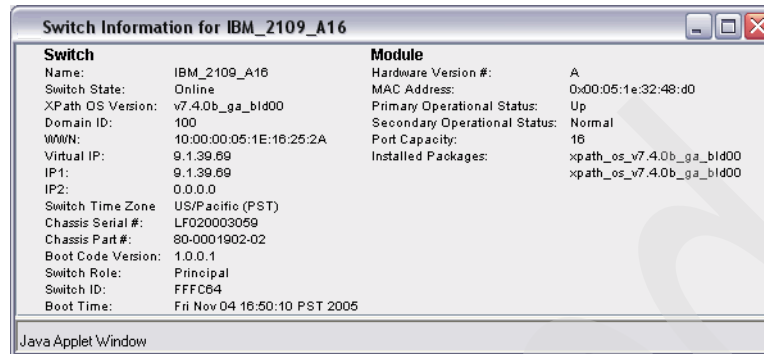 Switch Information for IBM_2109_A16
Switch
Name: IBM_2109_A16
Switch State: Online
XPath OS Version: v7.4.0b_ga_bld00
Domain ID: 100
WWN: 10:00:00:05:1E:16:25:2A
Virtual IP: 9.1.39.69
IP1: 9.1.39.69
IP2: 0.0.0.0
Switch Time Zone US/Pacific (PST)
Chassis Serial #: LF020003059
Chassis Part #: 80-0001902-02
Boot Code Version: 1.0.0.1
Switch Role: Principal
Switch ID: FFFC64
Boot Time: Fri Nov 04 16:50:10 PST 2005
Module
Hardware Version #: A
MAC Address: 0x00:05:1e:32:48:d0
Primary Operational Status: Up
Secondary Operational Status: Normal
Port Capacity: 16
Installed Packages: xpath_os_v7.4.0b_ga_bld00
xpath_os_v7.4.0b_ga_bld00
Java Applet Window